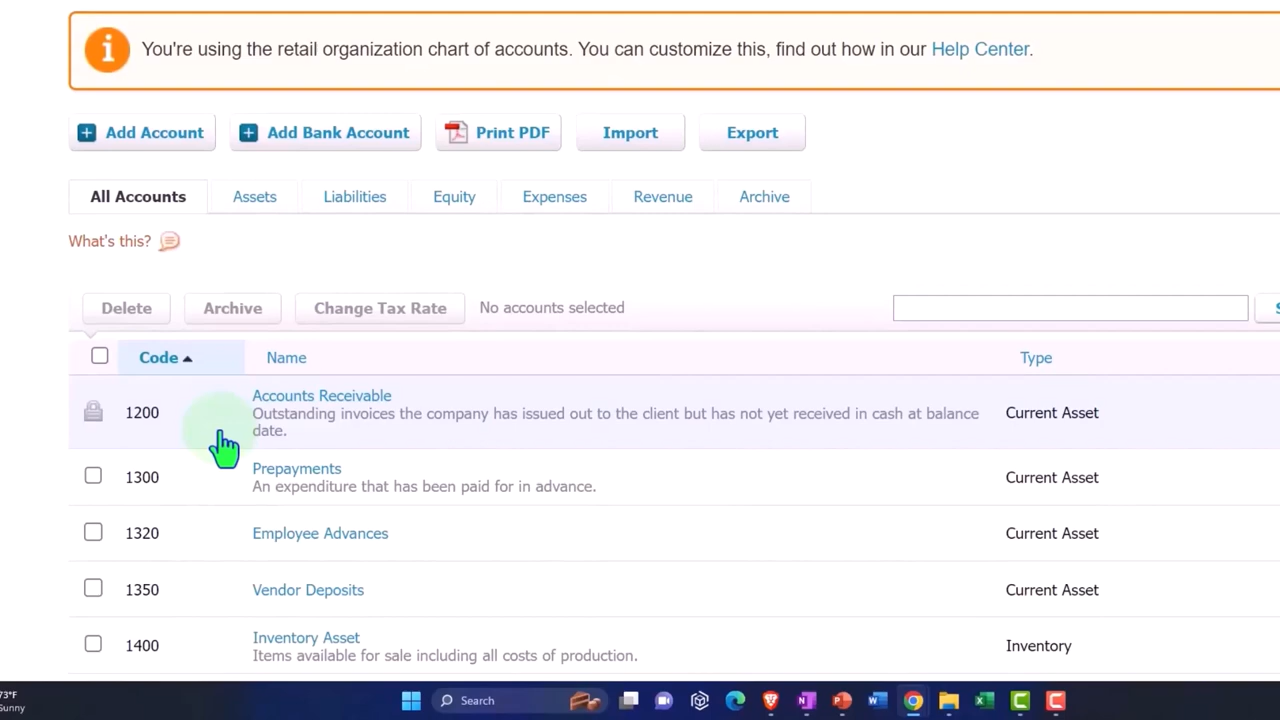 You're using the retail organization chart of accounts. You can customize this, find out how in our Help Center.
Add Account
Add Bank Account
Print PDF
Import
Export
All Accounts
Assets
Liabilities
Equity
Expenses
Revenue
Archive
What's this?
Delete
Archive
Change Tax Rate
No accounts selected
Code
Name
Type
1200
Accounts Receivable
Outstanding invoices the company has issued out to the client but has not yet received in cash at balance
date.
Current Asset
1300
Prepayments
An expenditure that has been paid for in advance.
Current Asset
1320
Employee Advances
Current Asset
1350
Vendor Deposits
Current Asset
1400
Inventory Asset
Items available for sale including all costs of production.
Inventory
73°F
Sunny
Search